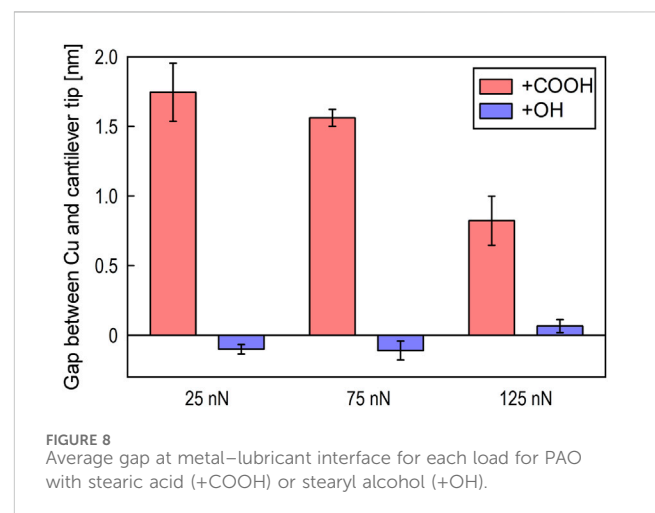 Gap between Cu and cantilever tip [nm]
2.0
1.5
1.0
0.5
0
+COOH
+OH
25 nN
75 nN
125 nN
FIGURE 8
Average gap at metal–lubricant interface for each load for PAO
with stearic acid (+COOH) or stearyl alcohol (+OH).